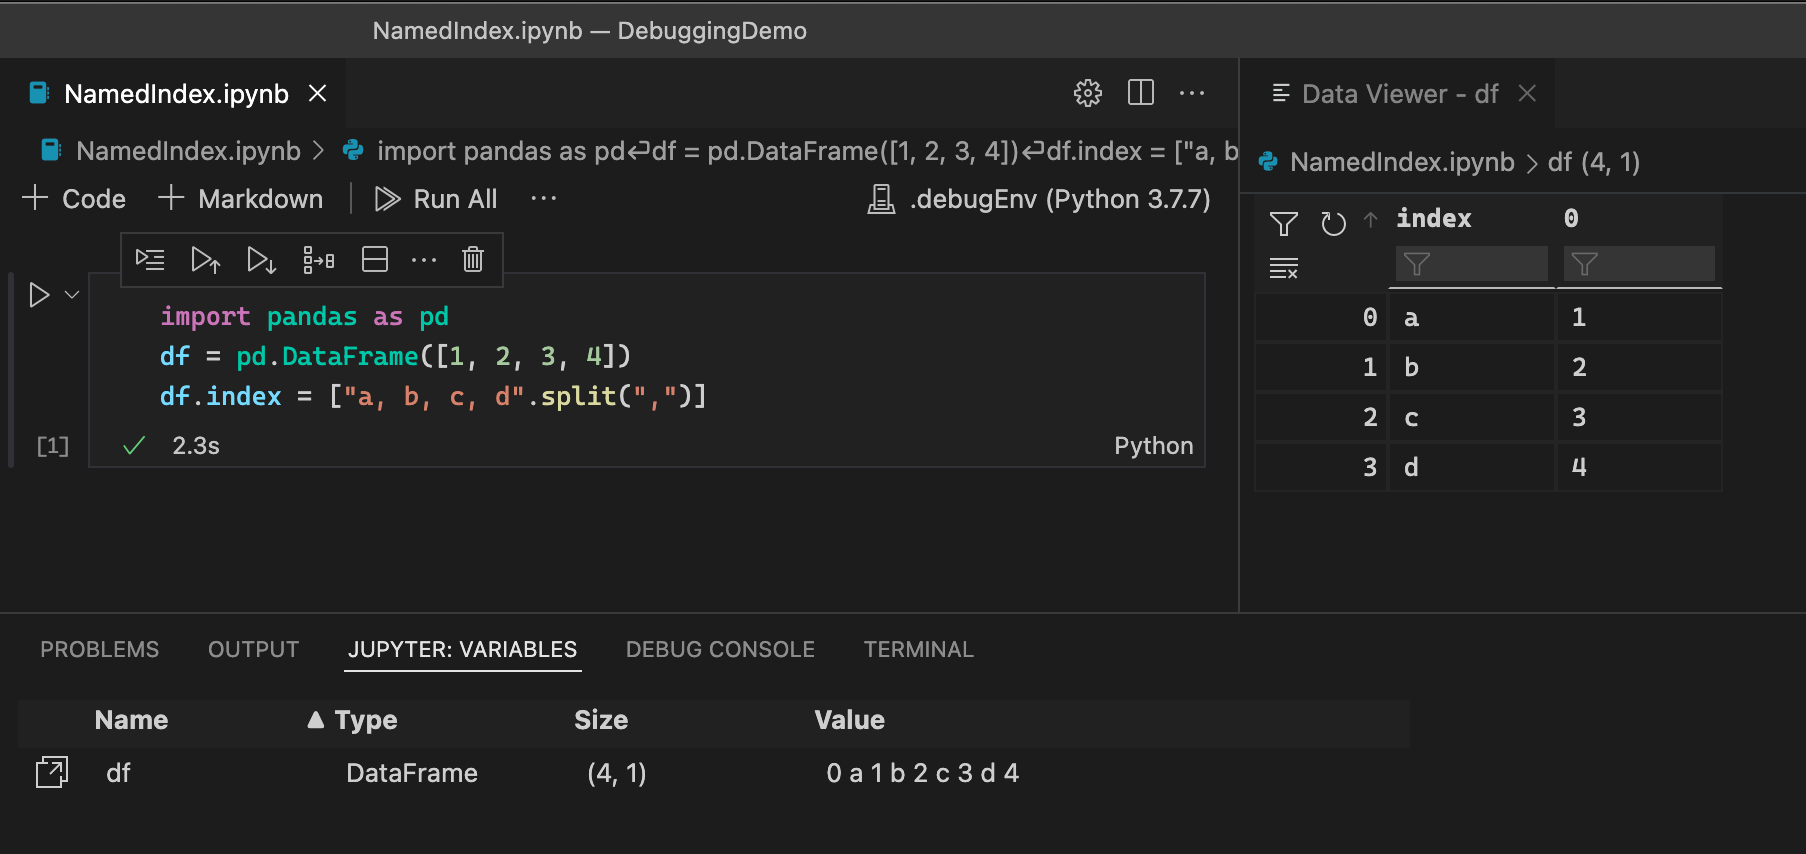 NamedIndex.ipynb — DebuggingDemo
NamedIndex.ipynb
NamedIndex.ipynb > import pandas as pd↵df = pd.DataFrame([1, 2, 3, 4])↵df.index = ["a, b
+ Code + Markdown Run All ···
.debugEnv (Python 3.7.7)
import pandas as pd
df = pd.DataFrame([1, 2, 3, 4])
df.index = ["a, b, c, d".split(",")]
[1] ✓ 2.3s Python
Data Viewer - df
NamedIndex.ipynb > df (4, 1)
index 0
0 a 1
1 b 2
2 c 3
3 d 4
PROBLEMS OUTPUT JUPYTER: VARIABLES DEBUG CONSOLE TERMINAL
Name ▲ Type Size Value
df DataFrame (4, 1) 0 a 1 b 2 c 3 d 4